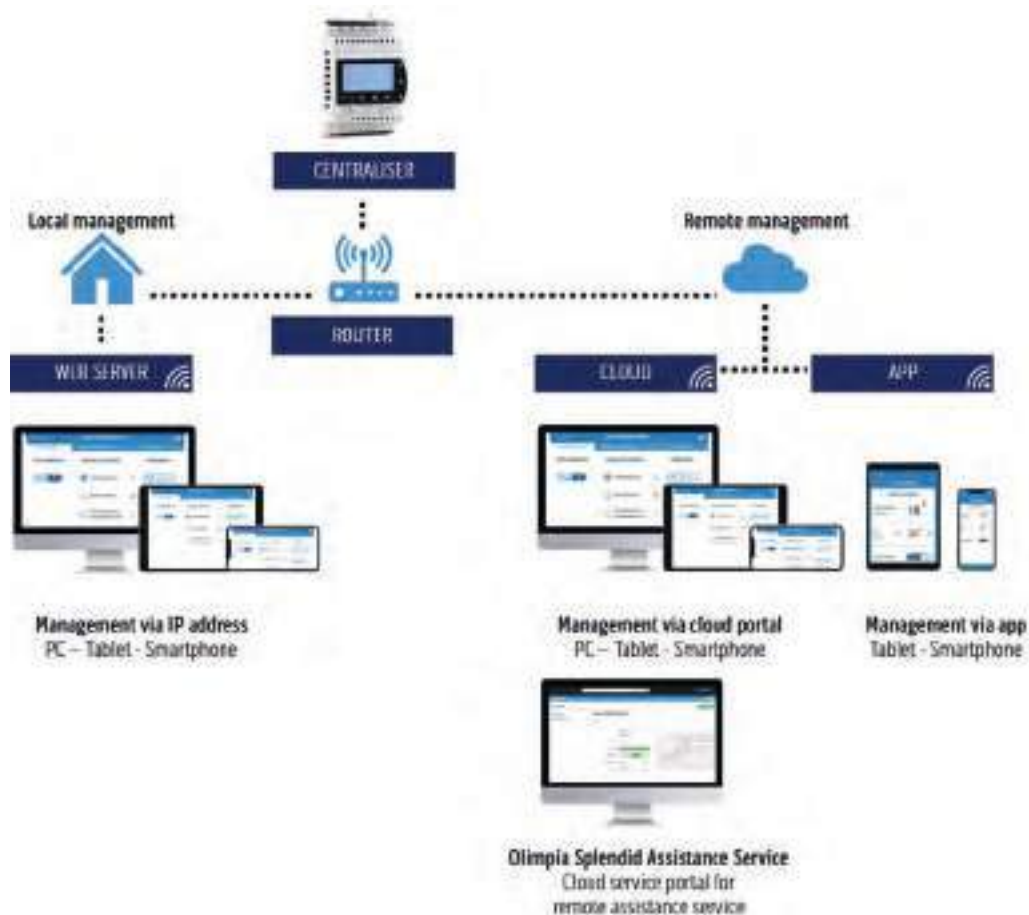 CENTRALISER
Local management
Remote management
ROUTER
WEB SERVER
CLOUD
APP
Management via IP address
PC – Tablet - Smartphone
Management via cloud portal
PC – Tablet - Smartphone
Management via app
Tablet - Smartphone
Olimpia Splendid Assistance Service
Cloud service portal for
remote assistance service